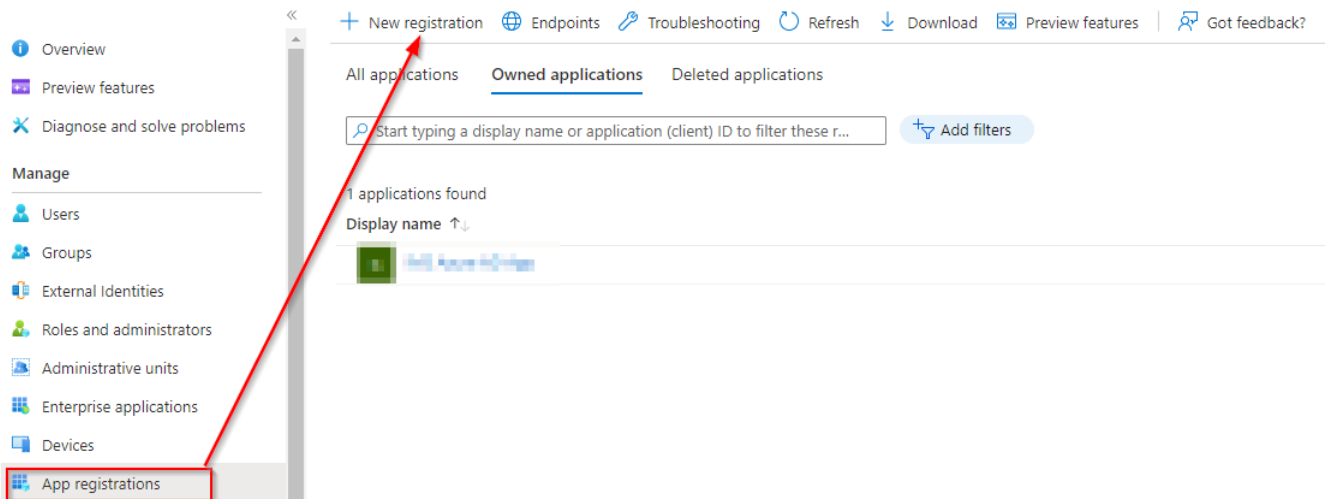 «
Overview
Preview features
Diagnose and solve problems
Manage
Users
Groups
External Identities
Roles and administrators
Administrative units
Enterprise applications
Devices
App registrations
New registration Endpoints Troubleshooting Refresh Download Preview features Got feedback?
All applications Owned applications Deleted applications
Start typing a display name or application (client) ID to filter these r...
Add filters
1 applications found
Display name ↑↓